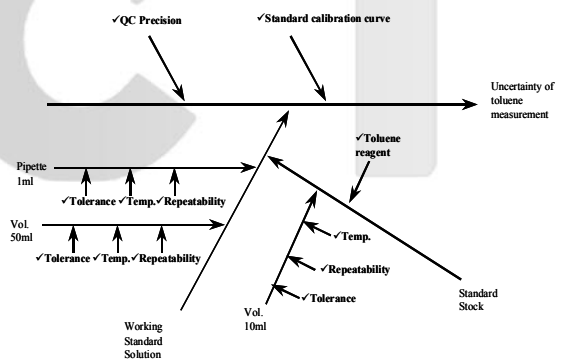 ✓QC Precision
✓Standard calibration curve
Uncertainty of
toluene
measurement
✓Toluene
reagent
Pipette
1ml
✓Tolerance ✓Temp. ✓Repeatability
Vol.
50ml
✓Tolerance ✓Temp. ✓Repeatability
✓Temp.
✓Repeatability
✓Tolerance
Vol.
10ml
Standard
Stock
Working
Standard
Solution